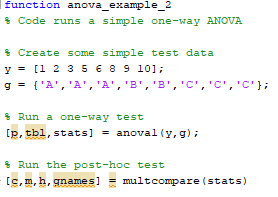 function anova_example_2
% Code runs a simple one-way ANOVA
% Create some simple test data
y = [1 2 3 5 6 8 9 10];
g = {'A','A','A','B','B','C','C','C'};
% Run a one-way test
[p,tbl,stats] = anova1(y,g);
% Run the post-hoc test
[c,m,h,gnames] = multcompare(stats)